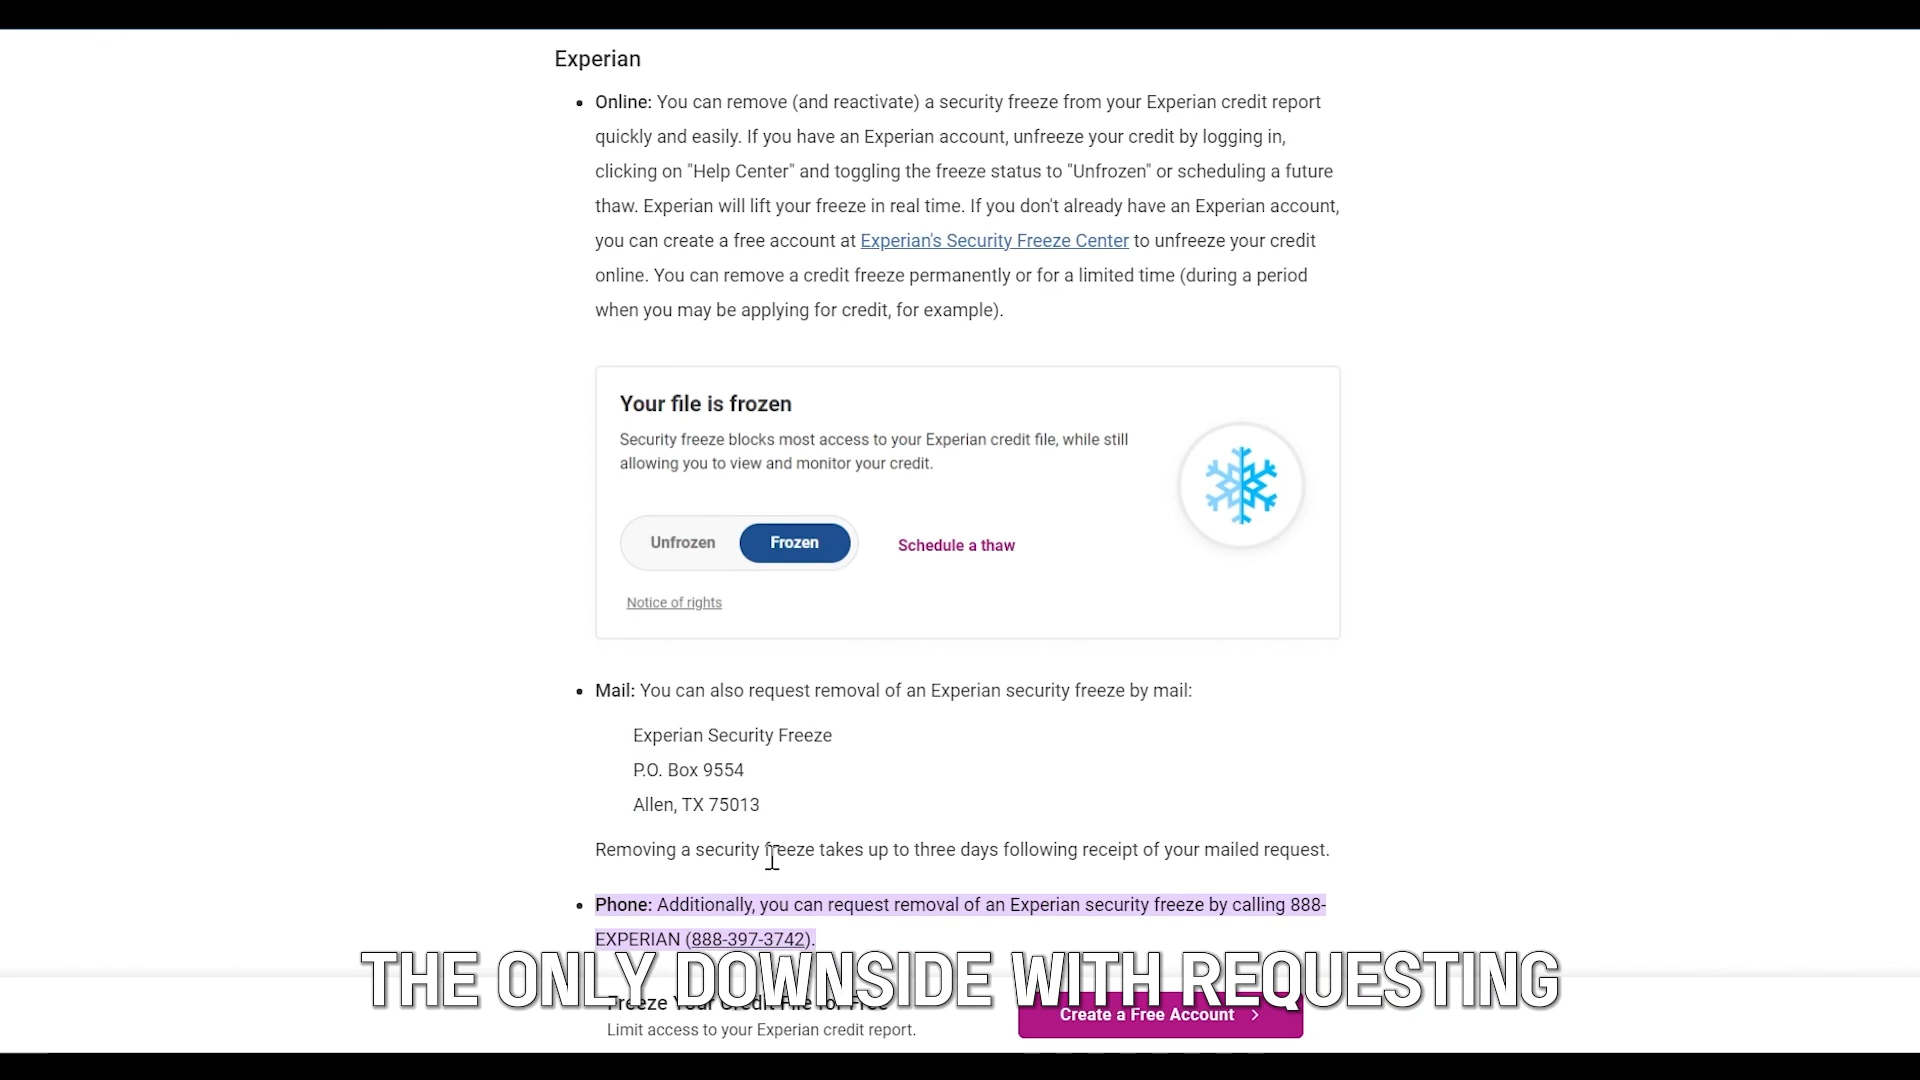 Experian
• Online: You can remove (and reactivate) a security freeze from your Experian credit report
quickly and easily. If you have an Experian account, unfreeze your credit by logging in,
clicking on "Help Center" and toggling the freeze status to "Unfrozen" or scheduling a future
thaw. Experian will lift your freeze in real time. If you don't already have an Experian account,
you can create a free account at Experian's Security Freeze Center to unfreeze your credit
online. You can remove a credit freeze permanently or for a limited time (during a period
when you may be applying for credit, for example).
Your file is frozen
Security freeze blocks most access to your Experian credit file, while still
allowing you to view and monitor your credit.
Unfrozen Frozen Schedule a thaw
Notice of rights
• Mail: You can also request removal of an Experian security freeze by mail:
Experian Security Freeze
P.O. Box 9554
Allen, TX 75013
Removing a security freeze takes up to three days following receipt of your mailed request.
• Phone: Additionally, you can request removal of an Experian security freeze by calling 888-
EXPERIAN (888-397-3742).
THE ONLY DOWNSIDE WITH REQUESTING
Freeze Your Credit File for Free
Limit access to your Experian credit report.
Create a Free Account >